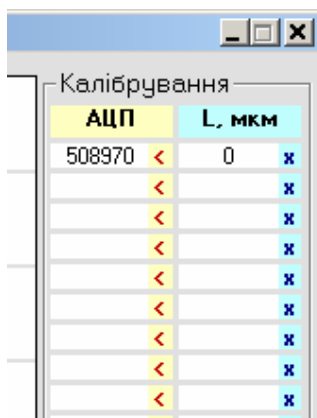 Калібрування
АЦП L, мкм
508970 < 0 x
< x
< x
< x
< x
< x
< x
< x
< x